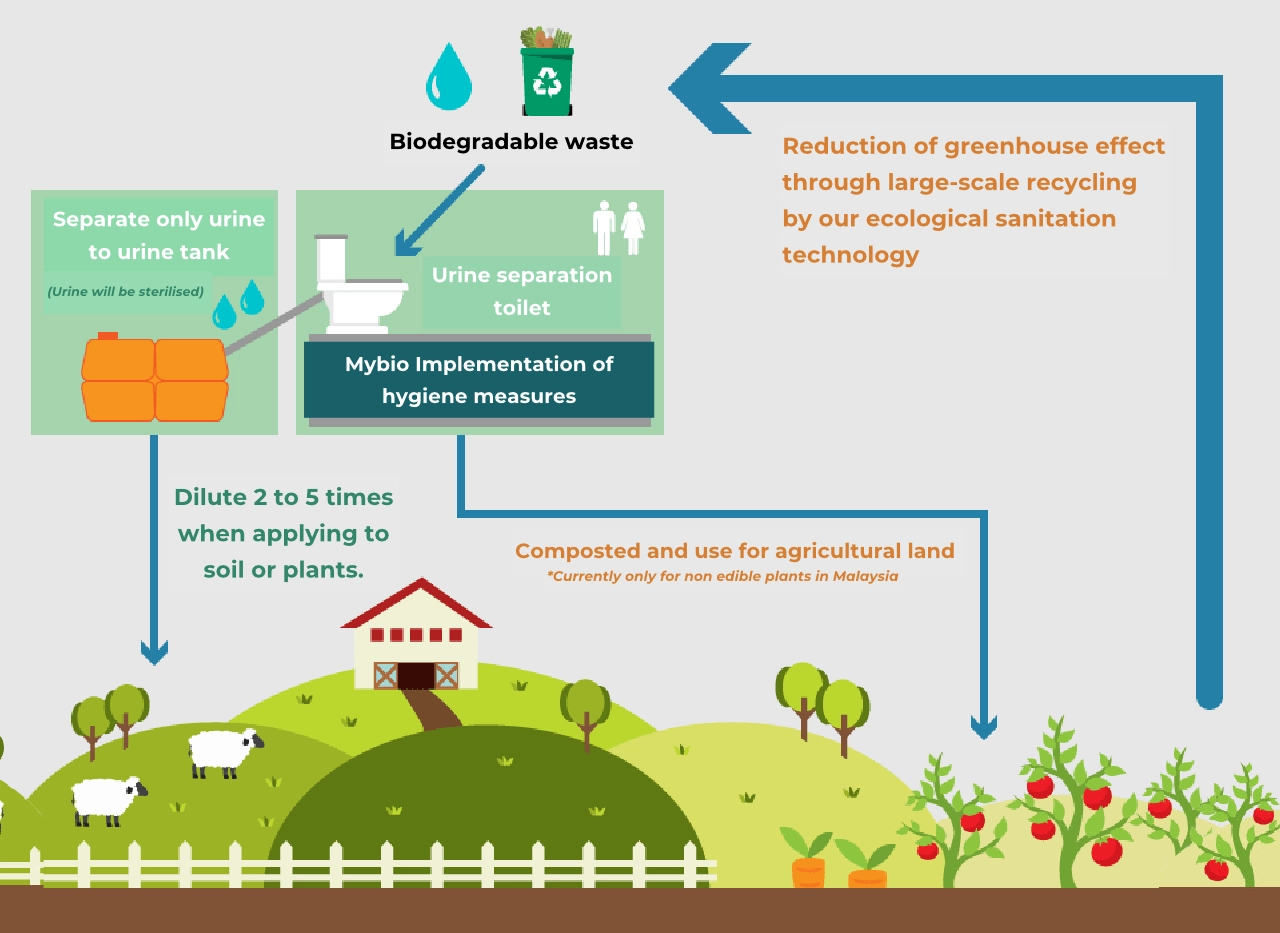 Biodegradable waste
Reduction of greenhouse effect
through large-scale recycling
by our ecological sanitation
technology
Separate only urine
to urine tank
(Urine will be sterilised)
Urine separation
toilet
Mybio Implementation of
hygiene measures
Dilute 2 to 5 times
when applying to
soil or plants.
Composted and use for agricultural land
*Currently only for non edible plants in Malaysia